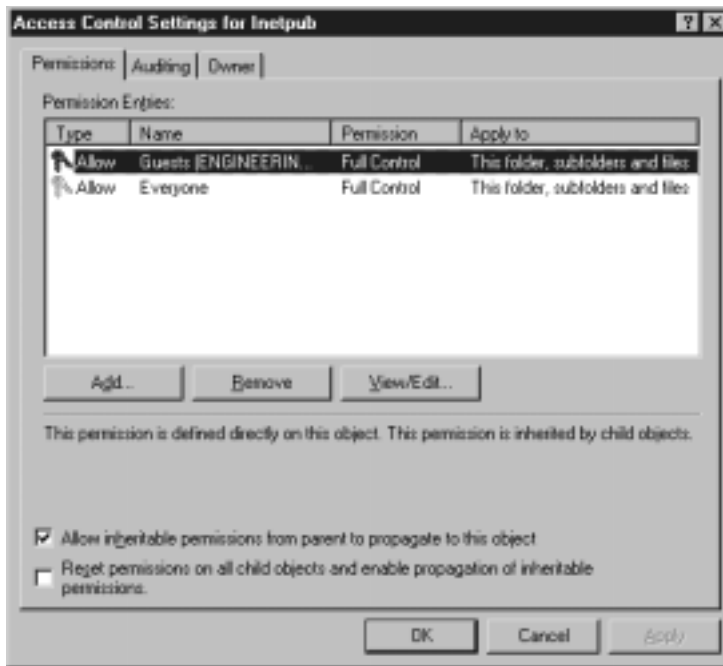 Access Control Settings for Inetpub
Permissions Auditing Owner
Permission Entries:
Type Name Permission Apply to
Allow Guests (ENGINEERIN... Full Control This folder, subfolders and files
Allow Everyone Full Control This folder, subfolders and files
Add... Remove View/Edit...
This permission is defined directly on this object. This permission is inherited by child objects.
Allow inheritable permissions from parent to propagate to this object
Reset permissions on all child objects and enable propagation of inheritable
permissions.
OK Cancel Apply